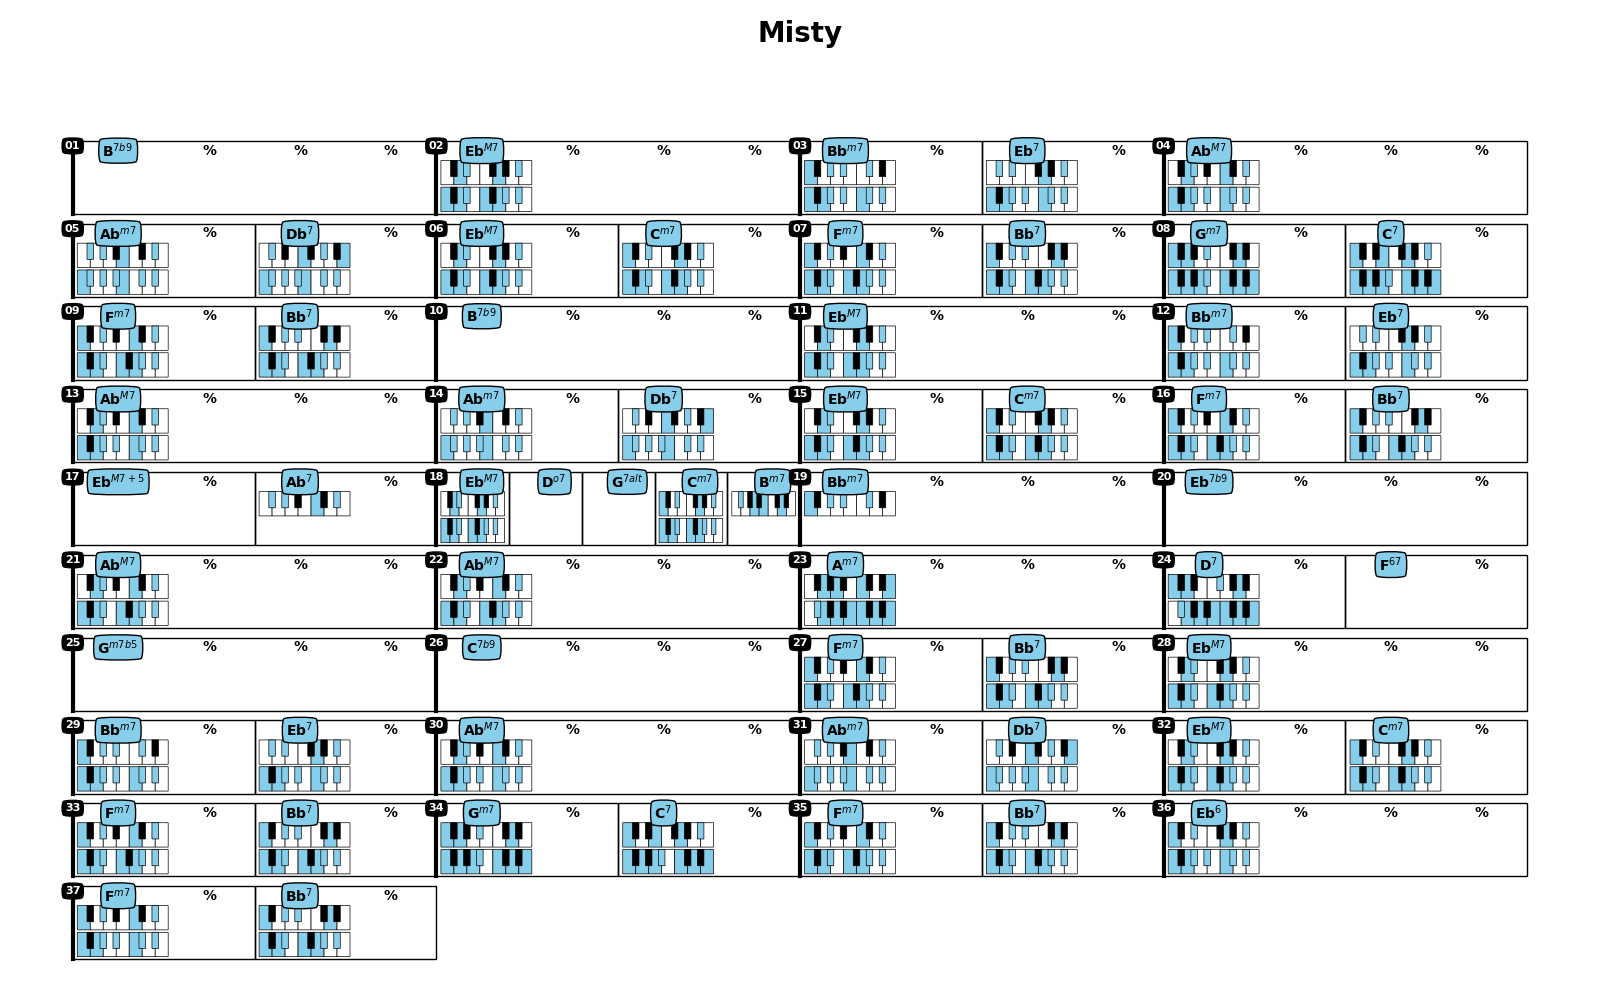 Misty
01 B7b9 % % % 02 EbM7 % % % 03 Bbm7 % Eb7 % 04 AbM7 % % %
05 Abm7 % Db7 % 06 EbM7 % Cm7 % 07 Fm7 % Bb7 % 08 Gm7 % C7 %
09 Fm7 % Bb7 % 10 B7b9 % % % 11 EbM7 % % % 12 Bbm7 % Eb7 %
13 AbM7 % % % 14 Abm7 % Db7 % 15 EbM7 % Cm7 % 16 Fm7 % Bb7 %
17 EbM7+5 % Ab7 % 18 EbM7 Do7 G7alt Cm7 Bm7 19 Bbm7 % % % 20 Eb7b9 % % %
21 AbM7 % % % 22 AbM7 % % % 23 Am7 % % % 24 D7 % F67 %
25 Gm7b5 % % % 26 C7b9 % % % 27 Fm7 % Bb7 % 28 EbM7 % % %
29 Bbm7 % Eb7 % 30 AbM7 % % % 31 Abm7 % Db7 % 32 EbM7 % Cm7 %
33 Fm7 % Bb7 % 34 Gm7 % C7 % 35 Fm7 % Bb7 % 36 Eb6 % % %
37 Fm7 % Bb7 %